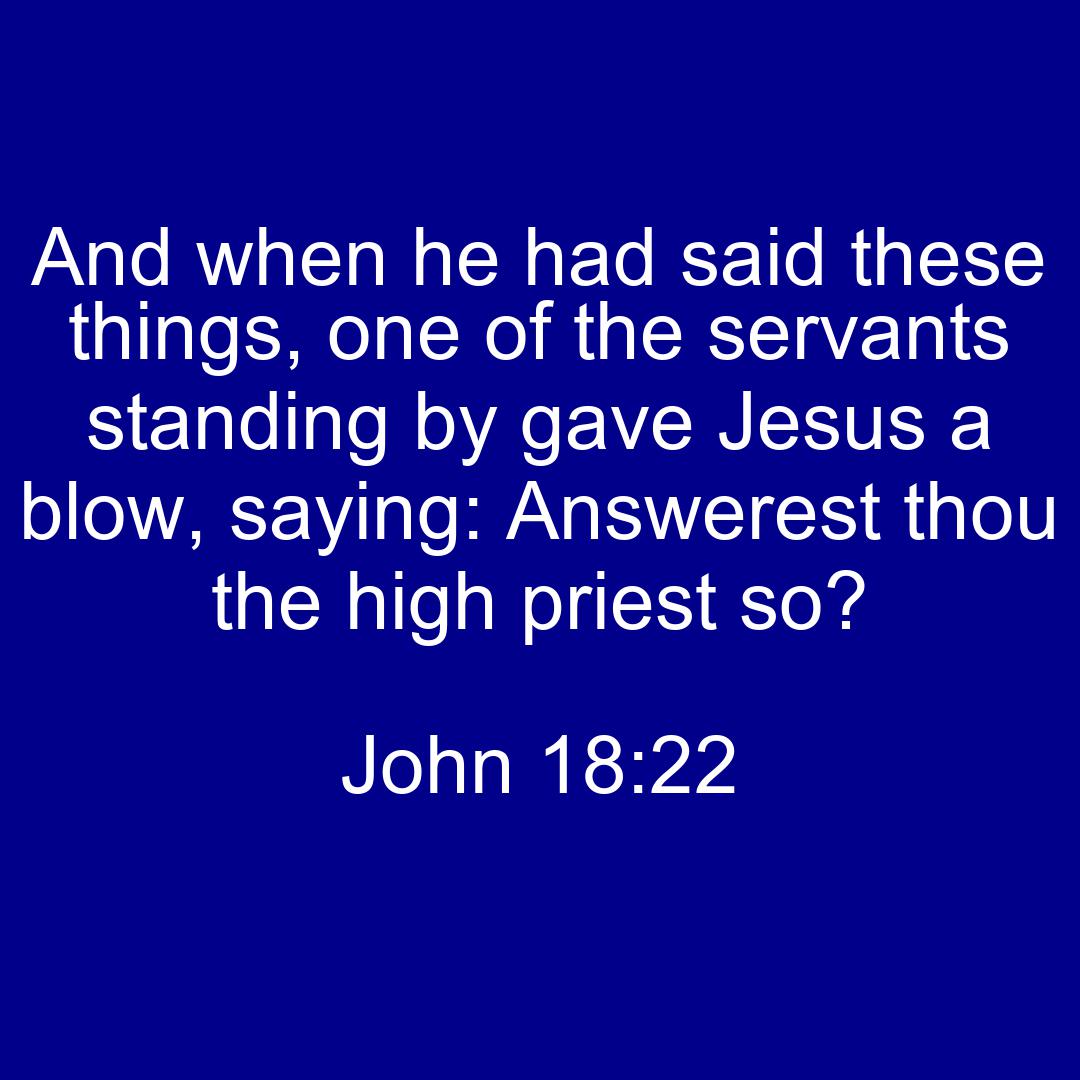 And when he had said these
things, one of the servants
standing by gave Jesus a
blow, saying: Answerest thou
the high priest so?
John 18:22